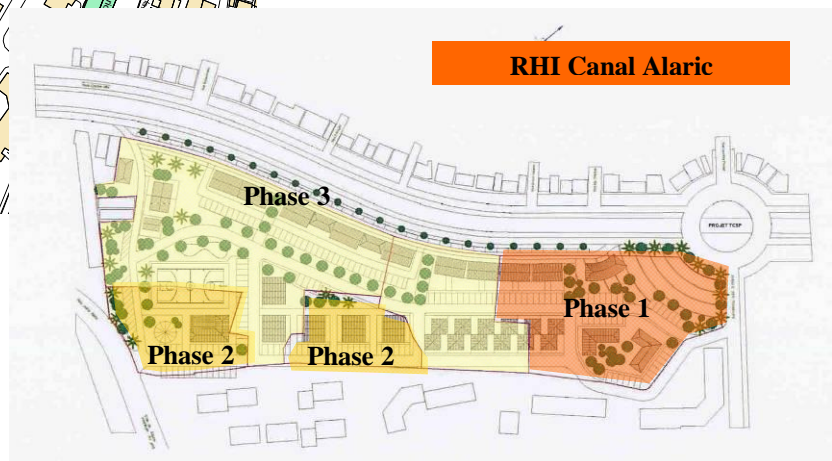 RHI Canal Alaric
Phase 3
PROJET TCSP
Phase 1
Phase 2
Phase 2